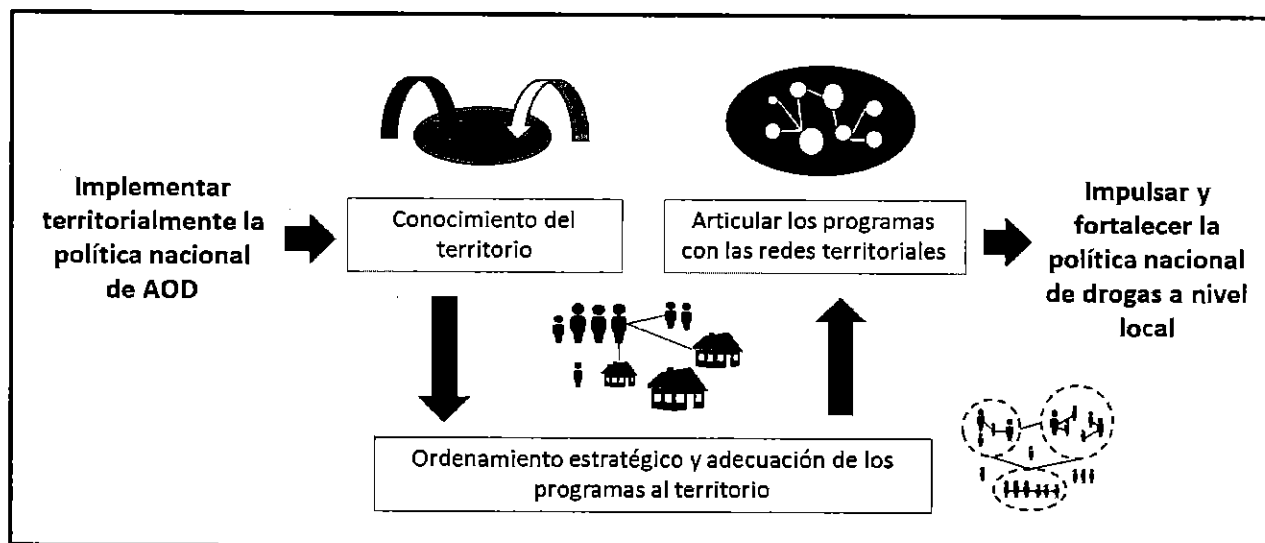 Implementar
territorialmente la
política nacional
de AOD
Conocimiento del
territorio
Articular los programas
con las redes territoriales
Impulsar y
fortalecer la
política nacional
de drogas a nivel
local
Ordenamiento estratégico y adecuación de los
programas al territorio